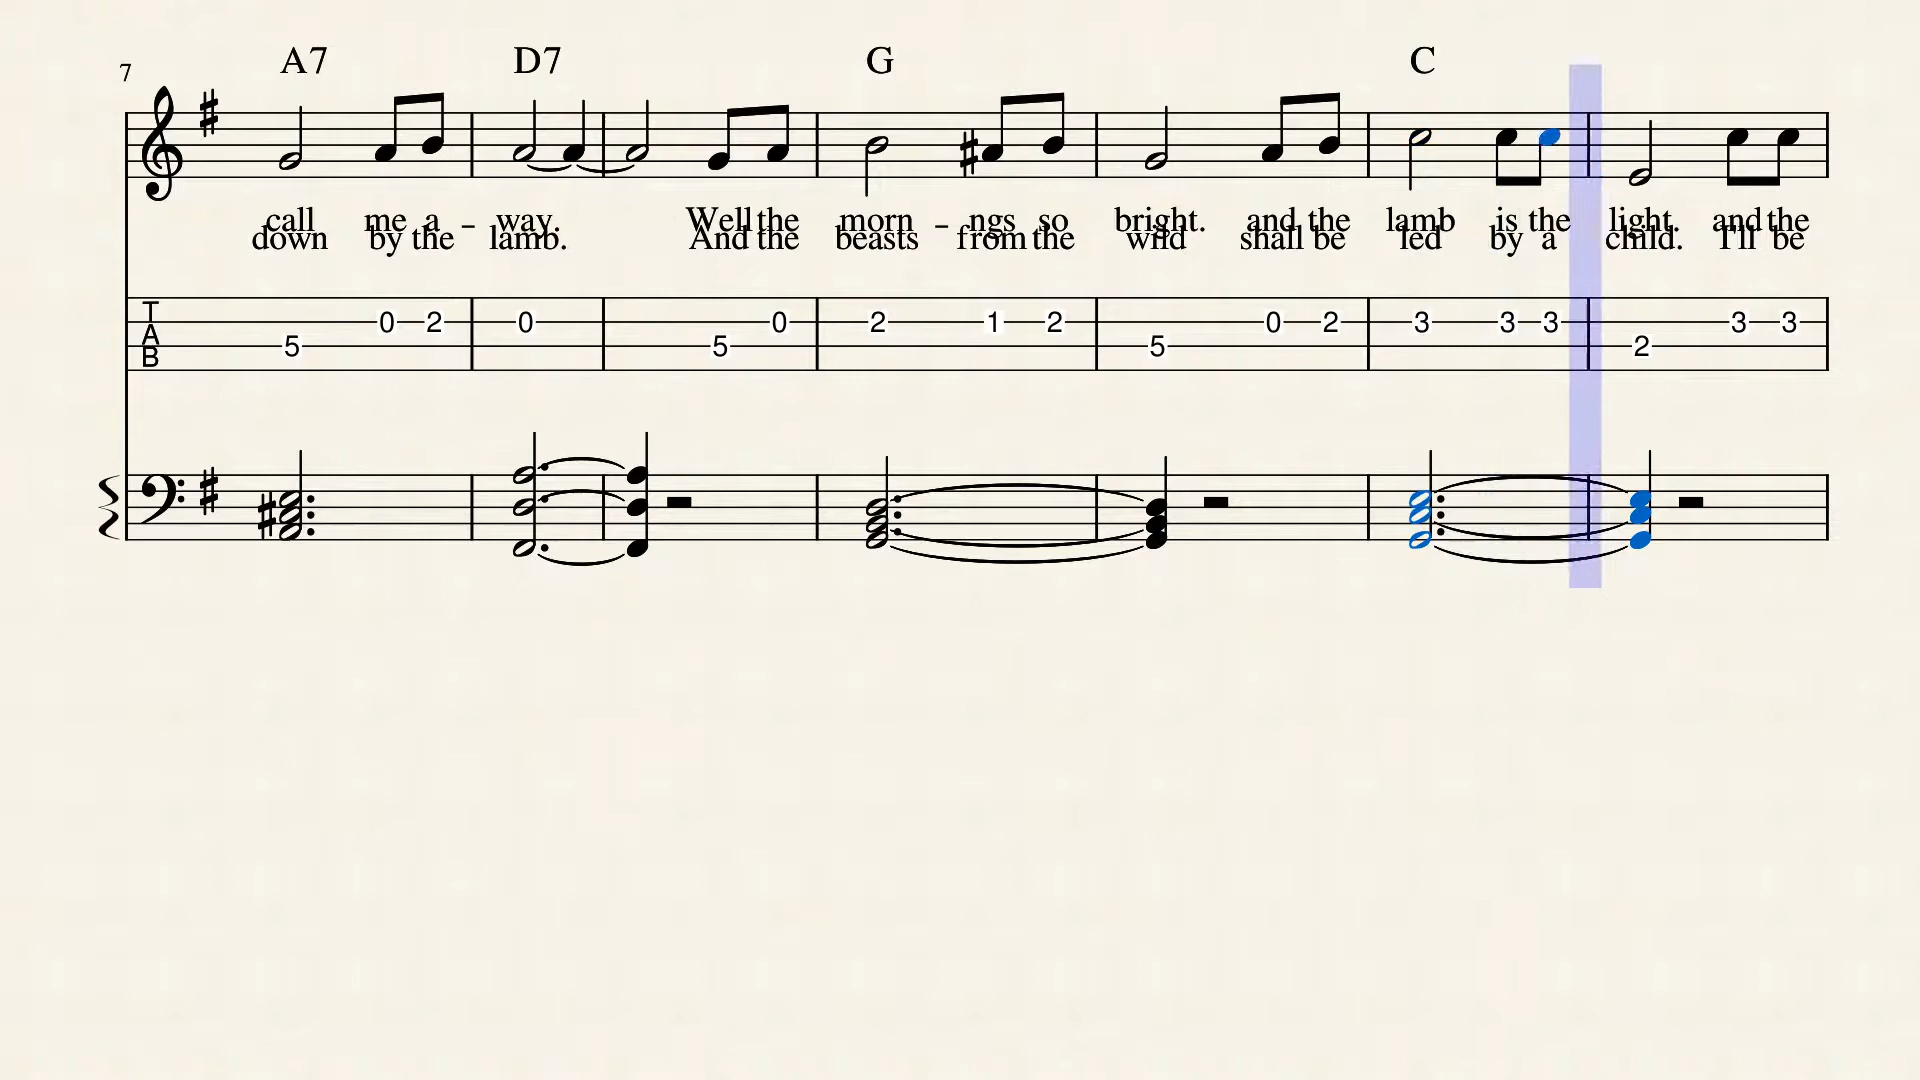 A7 D7 G C
7
call me a - way. Well the morn - ngs so bright. and the lamb is the light. and the
down by the lamb. And the beasts from the wild shall be led by a child. I'll be
T
A
B
0 2 0 0 2 1 2 0 2 3 3 3 3 3
5 5 5 2